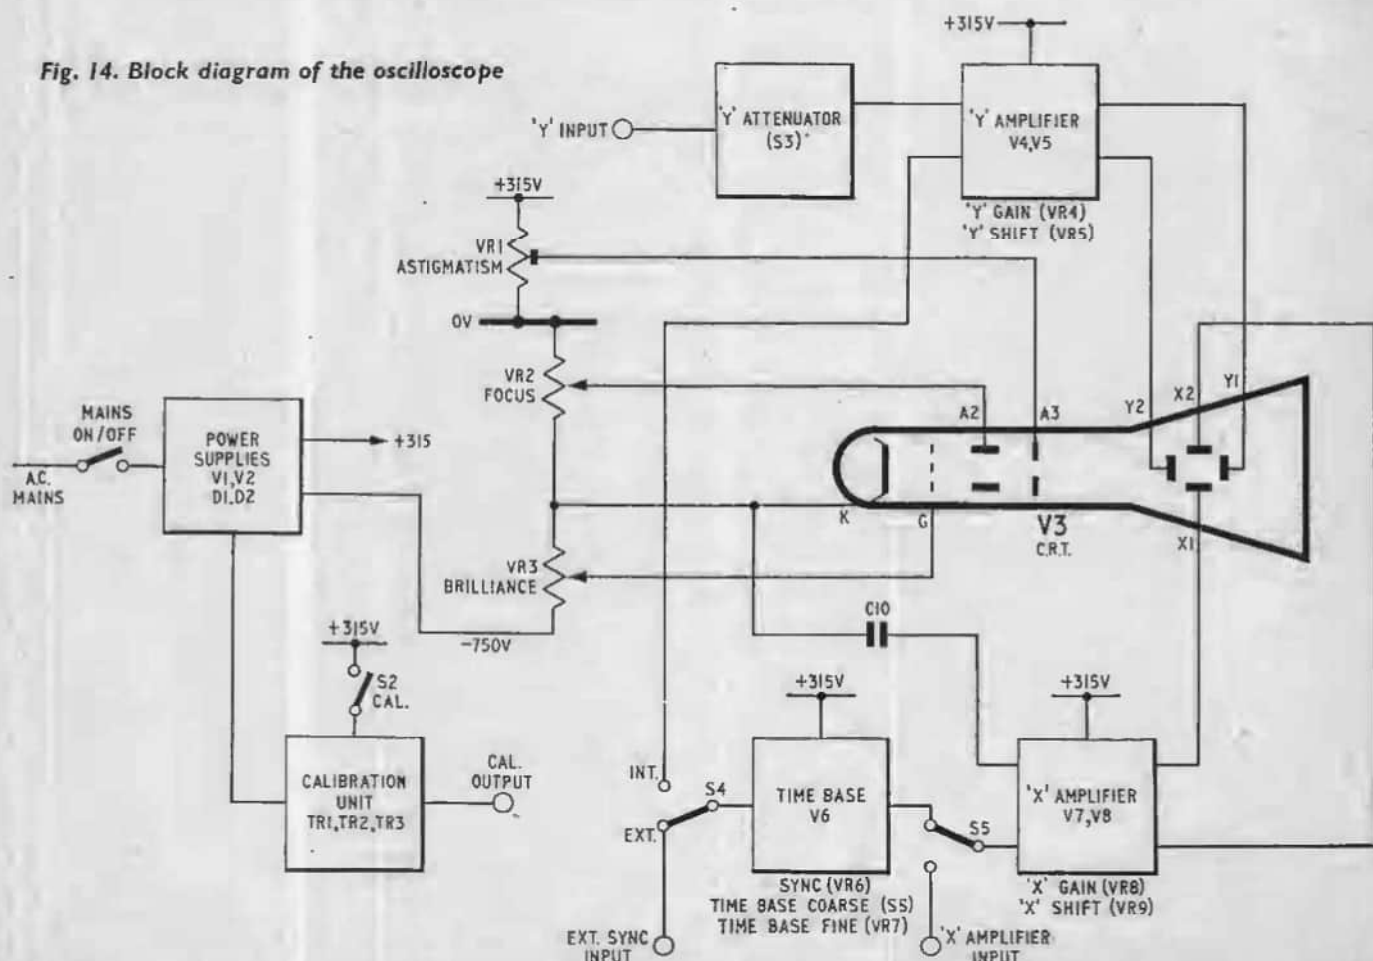 Fig. 14. Block diagram of the oscilloscope
+315V
'Y' INPUT
'Y' ATTENUATOR
(S3)
'Y' AMPLIFIER
V4,V5
'Y' GAIN (VR4)
'Y' SHIFT (VR5)
+315V
VR1
ASTIGMATISM
0V
VR2
FOCUS
MAINS
ON/OFF
A.C.
MAINS
POWER
SUPPLIES
V1,V2
D1,D2
+315
A2
A3
Y2
X2
Y1
K
G
V3
C.R.T.
X1
VR3
BRILLIANCE
-750V
C10
+315V
S2
CAL.
CALIBRATION
UNIT
TR1,TR2,TR3
CAL.
OUTPUT
INT.
EXT.
S4
EXT. SYNC
INPUT
+315V
TIME BASE
V6
SYNC (VR6)
TIME BASE COARSE (S5)
TIME BASE FINE (VR7)
S5
'X' AMPLIFIER
INPUT
+315V
'X' AMPLIFIER
V7,V8
'X' GAIN (VR8)
'X' SHIFT (VR9)